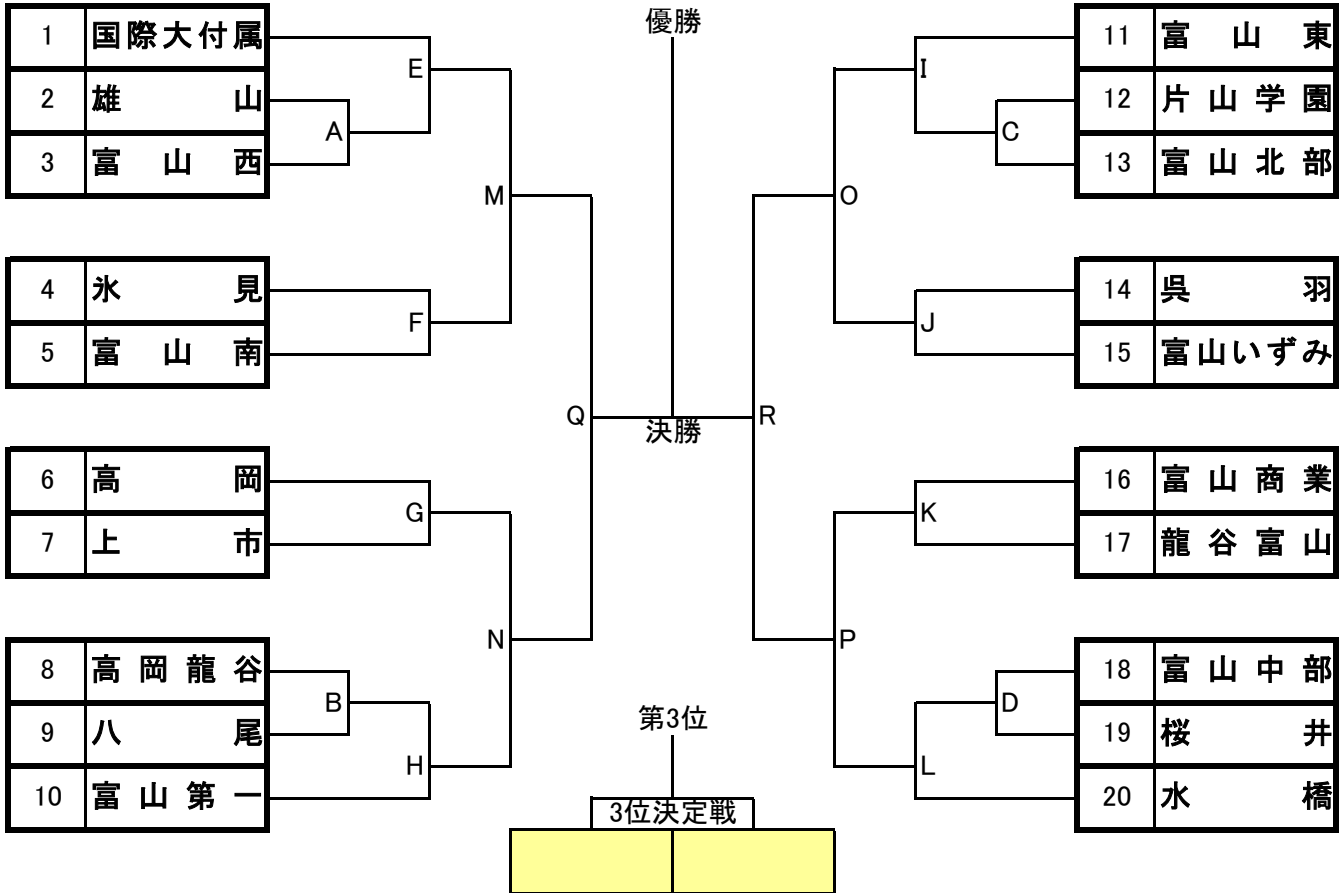 優勝
1 国際大付属
2 雄山
3 富山西
4 氷見
5 富山南
6 高岡
7 上市
8 高岡龍谷
9 八尾
10 富山第一
E
A
M
F
Q
G
N
B
H
決勝
第3位
3位決定戦
I
C
O
J
R
K
P
D
L
11 富山東
12 片山学園
13 富山北部
14 呉羽
15 富山いずみ
16 富山商業
17 龍谷富山
18 富山中部
19 桜井
20 水橋